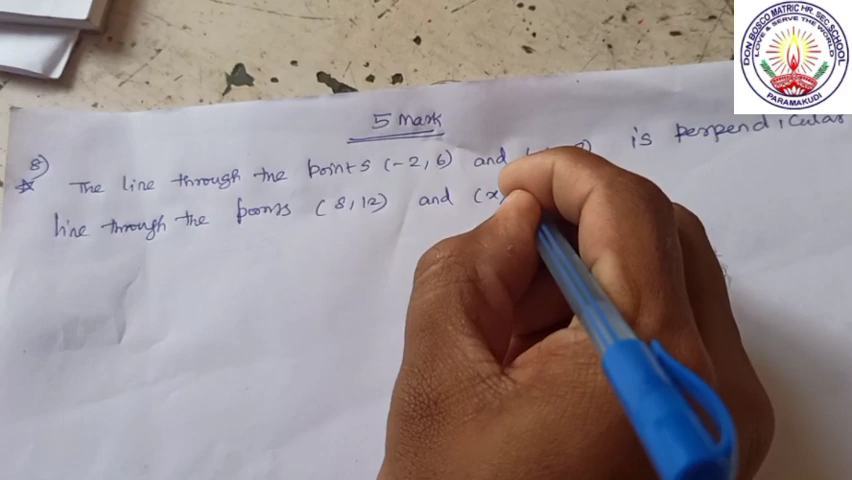 DON BOSCO MATRIC HR. SEC SCHOOL
LOVE & SERVE THE WORLD
PARAMAKUDI
5 Mark
8)
The line through the points (-2, 6) and is perpendicular
line through the points (8, 12) and (x,